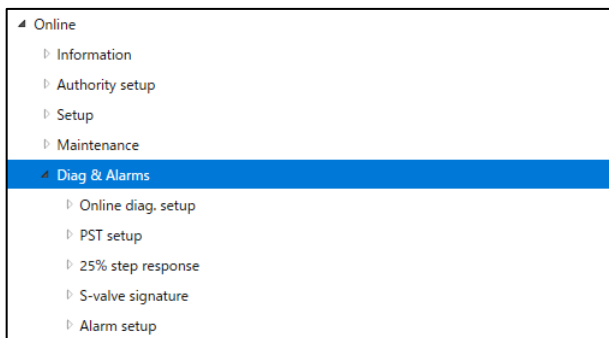 Online
Information
Authority setup
Setup
Maintenance
Diag & Alarms
Online diag. setup
PST setup
25% step response
S-valve signature
Alarm setup